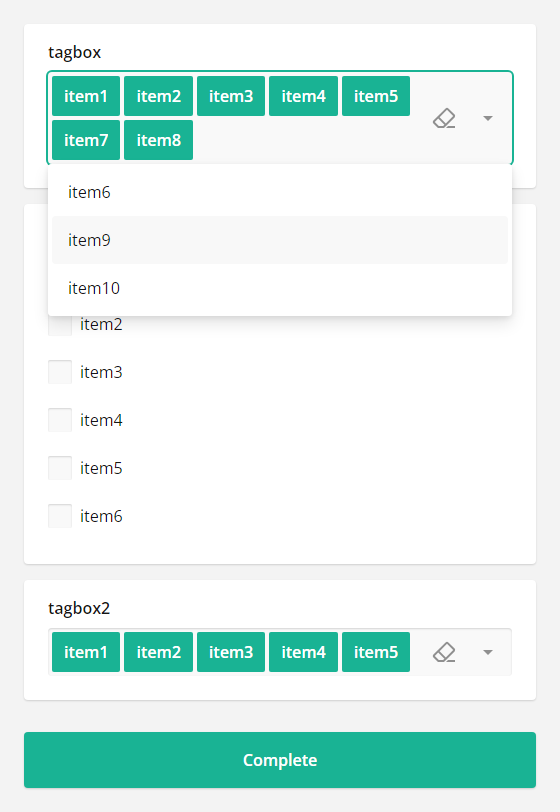 tagbox
item1 item2 item3 item4 item5
item7 item8
item6
item9
item10
item2
item3
item4
item5
item6
tagbox2
item1 item2 item3 item4 item5
Complete